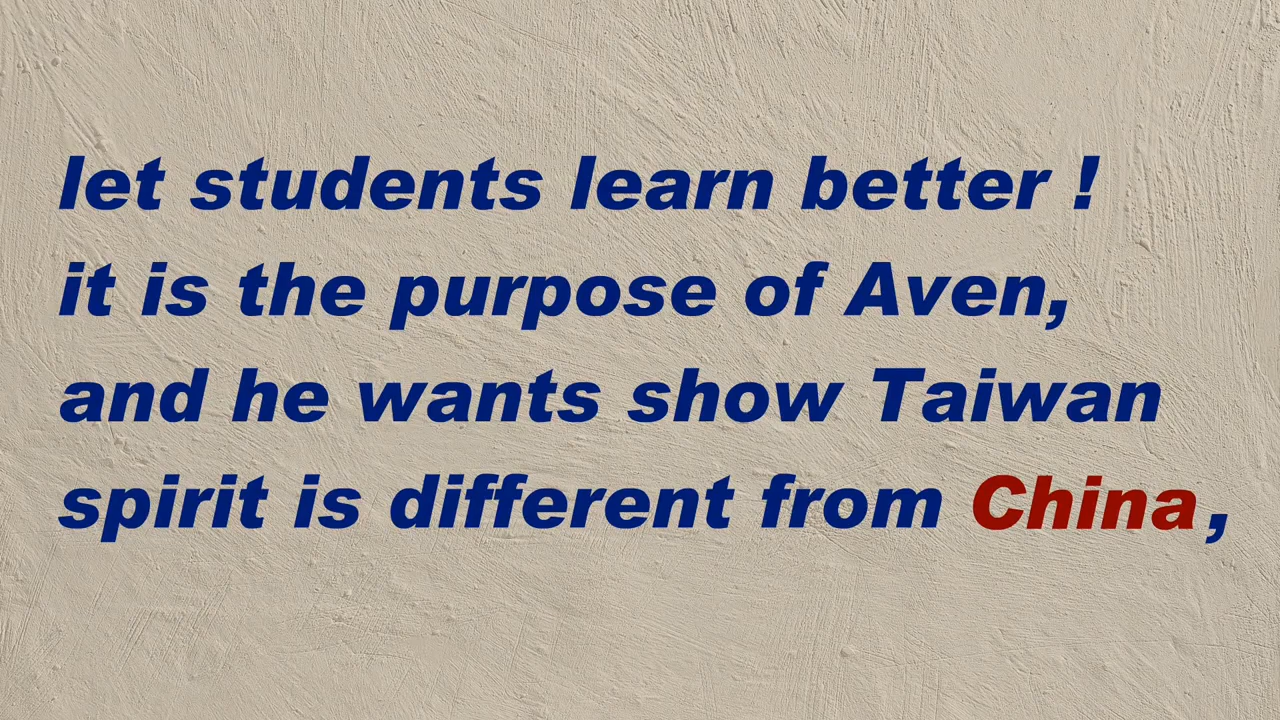 let students learn better !
it is the purpose of Aven,
and he wants show Taiwan
spirit is different from China ,